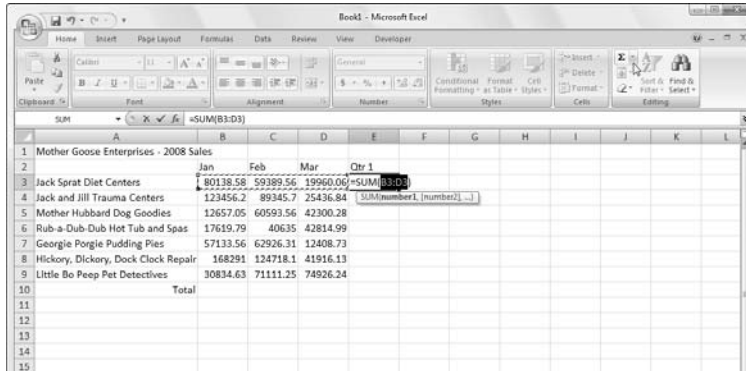 Book1 - Microsoft Excel
Home Insert Page Layout Formulas Data Review View Developer
Paste
Calibri 11
B I U
General
$ % ,
Conditional Formatting
Format as Table
Cell Styles
Insert
Delete
Format
Σ
Sort & Filter
Find & Select
Clipboard Font Alignment Number Styles Cells Editing
SUM fx =SUM(B3:D3)
A B C D E F G H I J K L
1 Mother Goose Enterprises - 2008 Sales
2 Jan Feb Mar Qtr 1
3 Jack Sprat Diet Centers 80138.58 59389.56 19960.06 =SUM(B3:D3)
4 Jack and Jill Trauma Centers 123456.2 89345.7 25436.84 SUM(number1, [number2], ...)
5 Mother Hubbard Dog Goodies 12657.05 60593.56 42300.28
6 Rub-a-Dub-Dub Hot Tub and Spas 17619.79 40635 42814.99
7 Georgie Porgie Pudding Pies 57133.56 62926.31 12408.73
8 Hickory, Dickory, Dock Clock Repair 168291 124718.1 41916.13
9 Little Bo Peep Pet Detectives 30834.63 71111.25 74926.24
10 Total
11
12
13
14
15